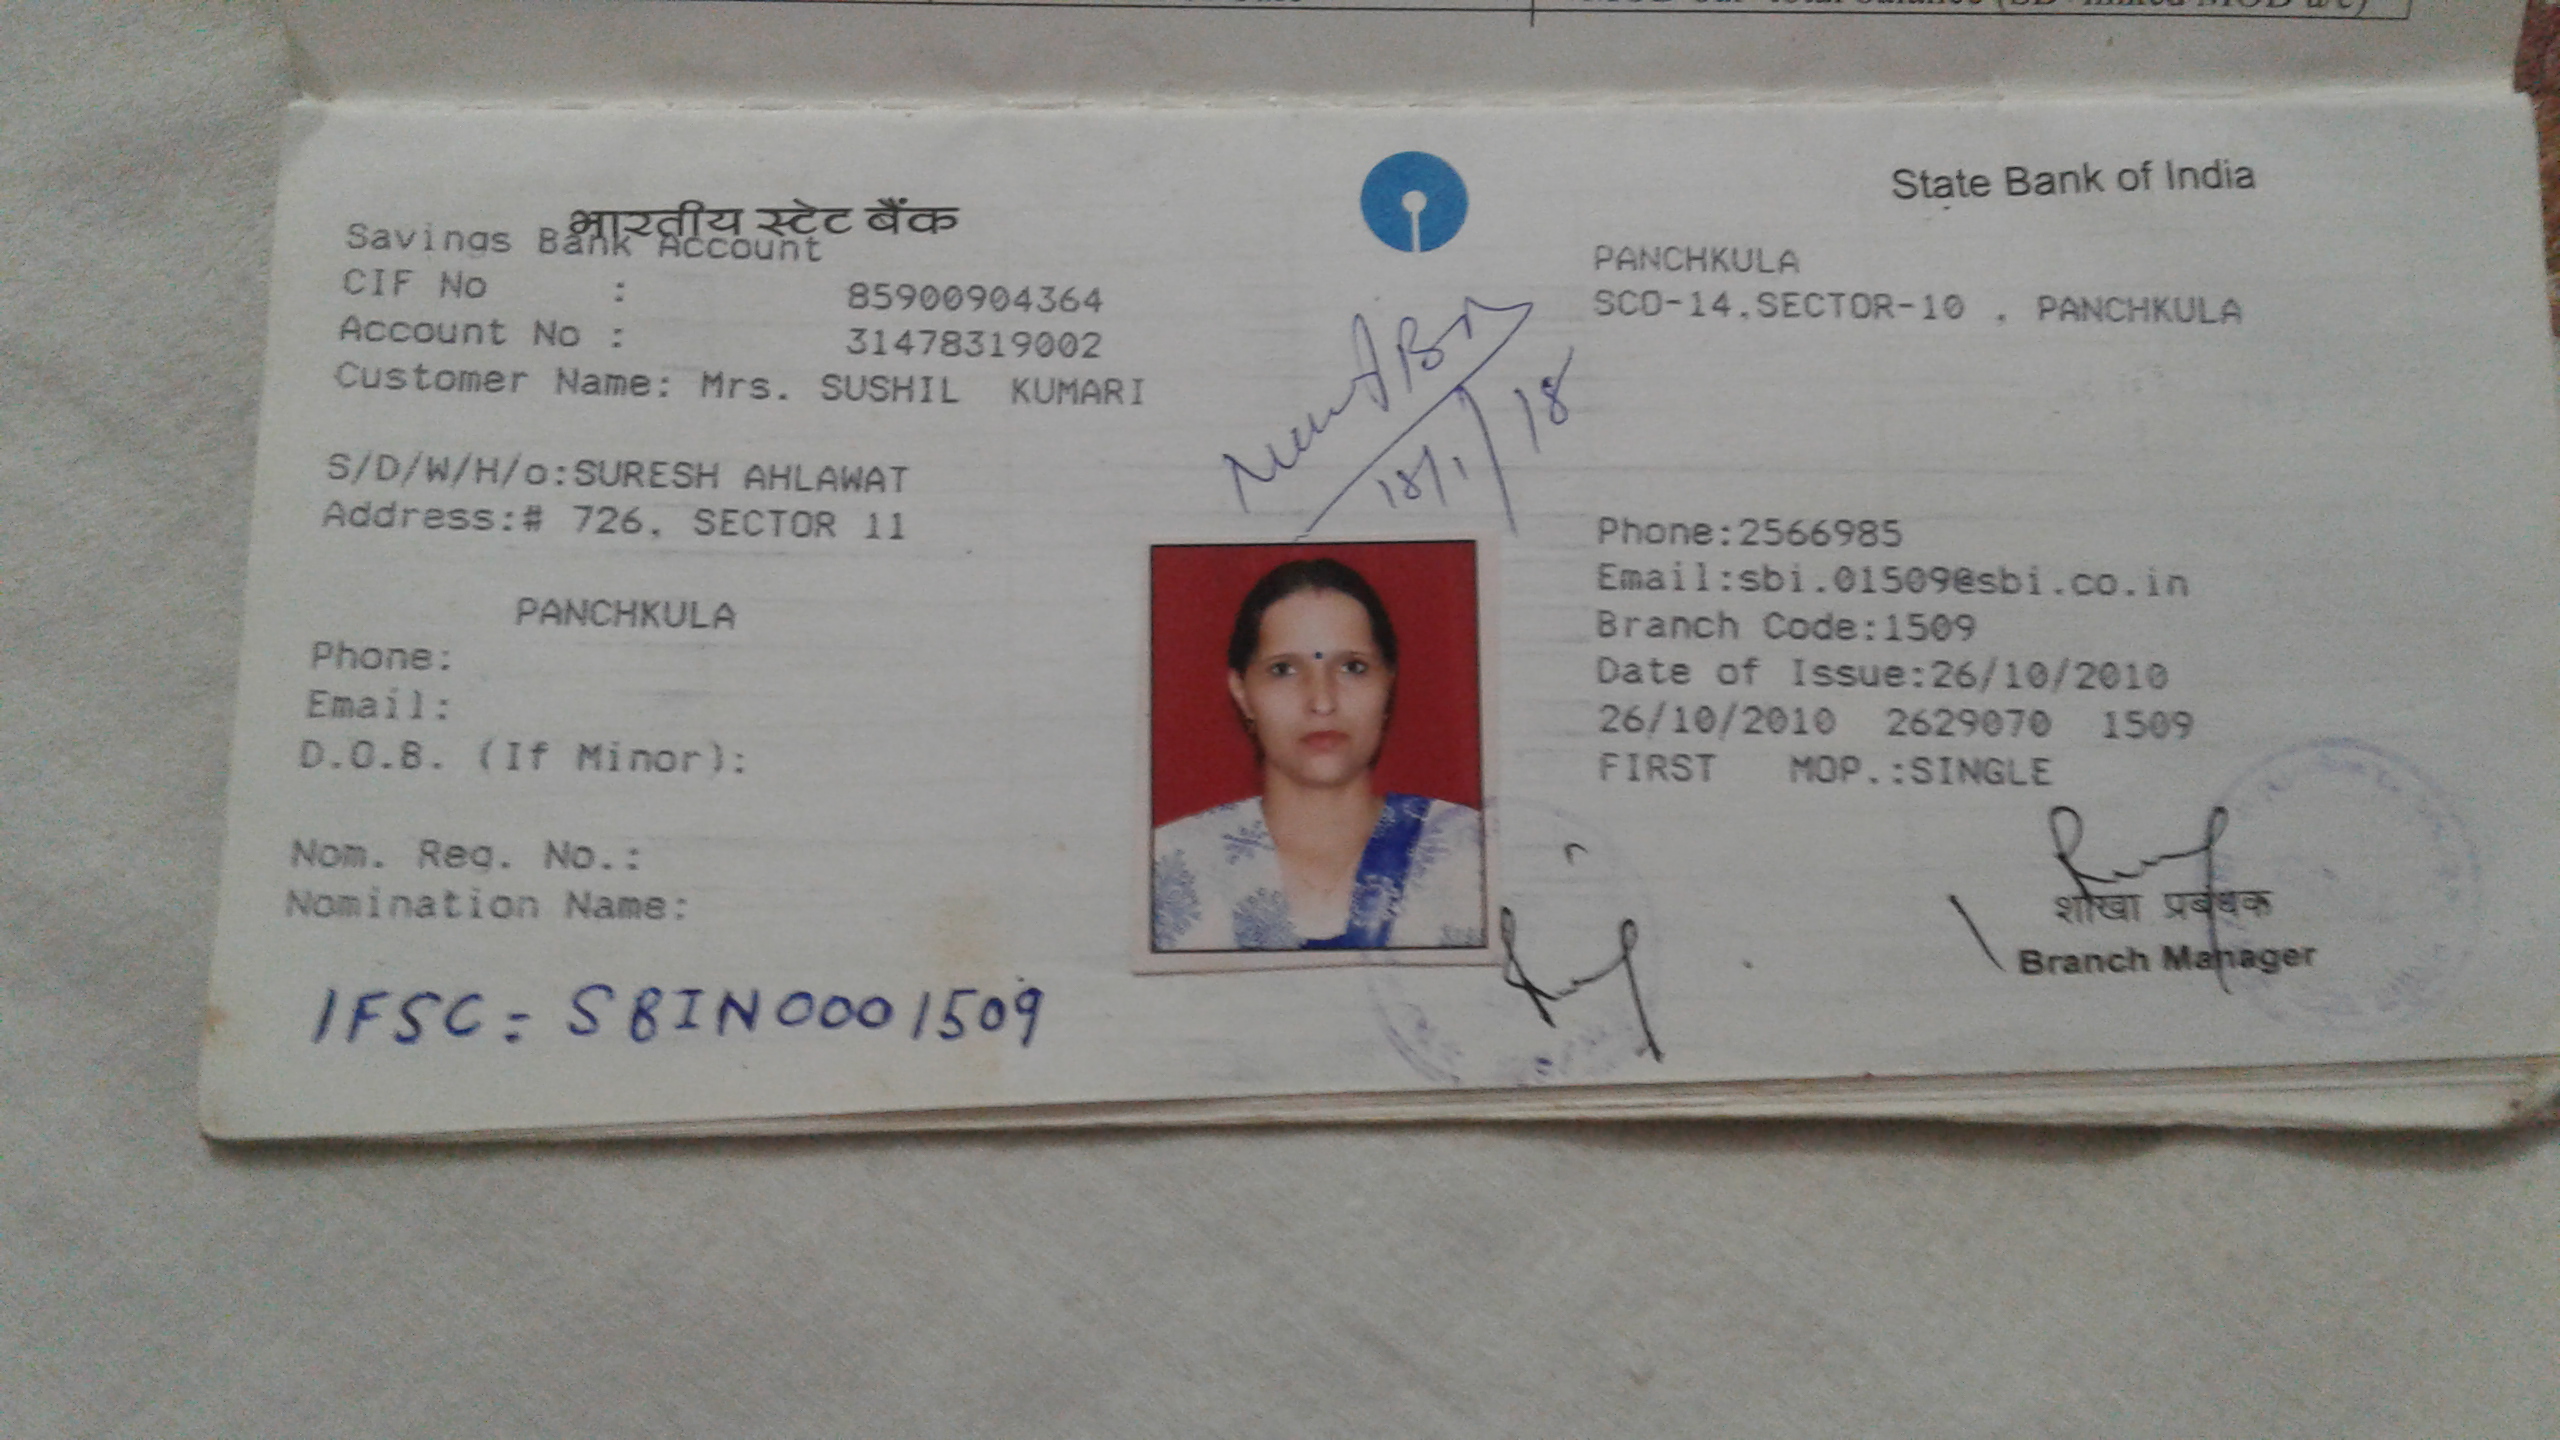 भारतीय स्टेट बैंक
State Bank of India
Savings Bank Account
CIF No : 85900904364
Account No : 31478319002
Customer Name: Mrs. SUSHIL KUMARI
S/D/W/H/o:SURESH AHLAWAT
Address:# 726, SECTOR 11
PANCHKULA
Phone:
Email:
D.O.B. (If Minor):
Nom. Reg. No.:
Nomination Name:
IFSC:- SBIN0001509
18/1/18
PANCHKULA
SCO-14,SECTOR-10 , PANCHKULA
Phone:2566985
Email:sbi.01509@sbi.co.in
Branch Code:1509
Date of Issue:26/10/2010
26/10/2010 2629070 1509
FIRST MOP.:SINGLE
शाखा प्रबंधक
Branch Manager